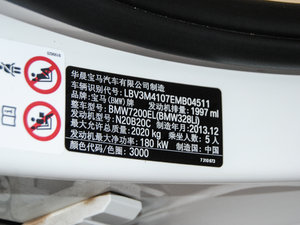 华晨宝马汽车有限公司制造
车辆识别代号: LBV3M4107EMB04511
品牌: 宝马(BMW)牌 发动机排量: 1997 ml
整车型号: BMW7200EL(BMW328Li)
发动机型号: N20B20C 制造年月: 2013.12
最大允许总质量: 2020 kg 乘坐人数: 5人
发动机最大净功率: 180 kW 制造国: 中国
颜色代码/色圈: 3000